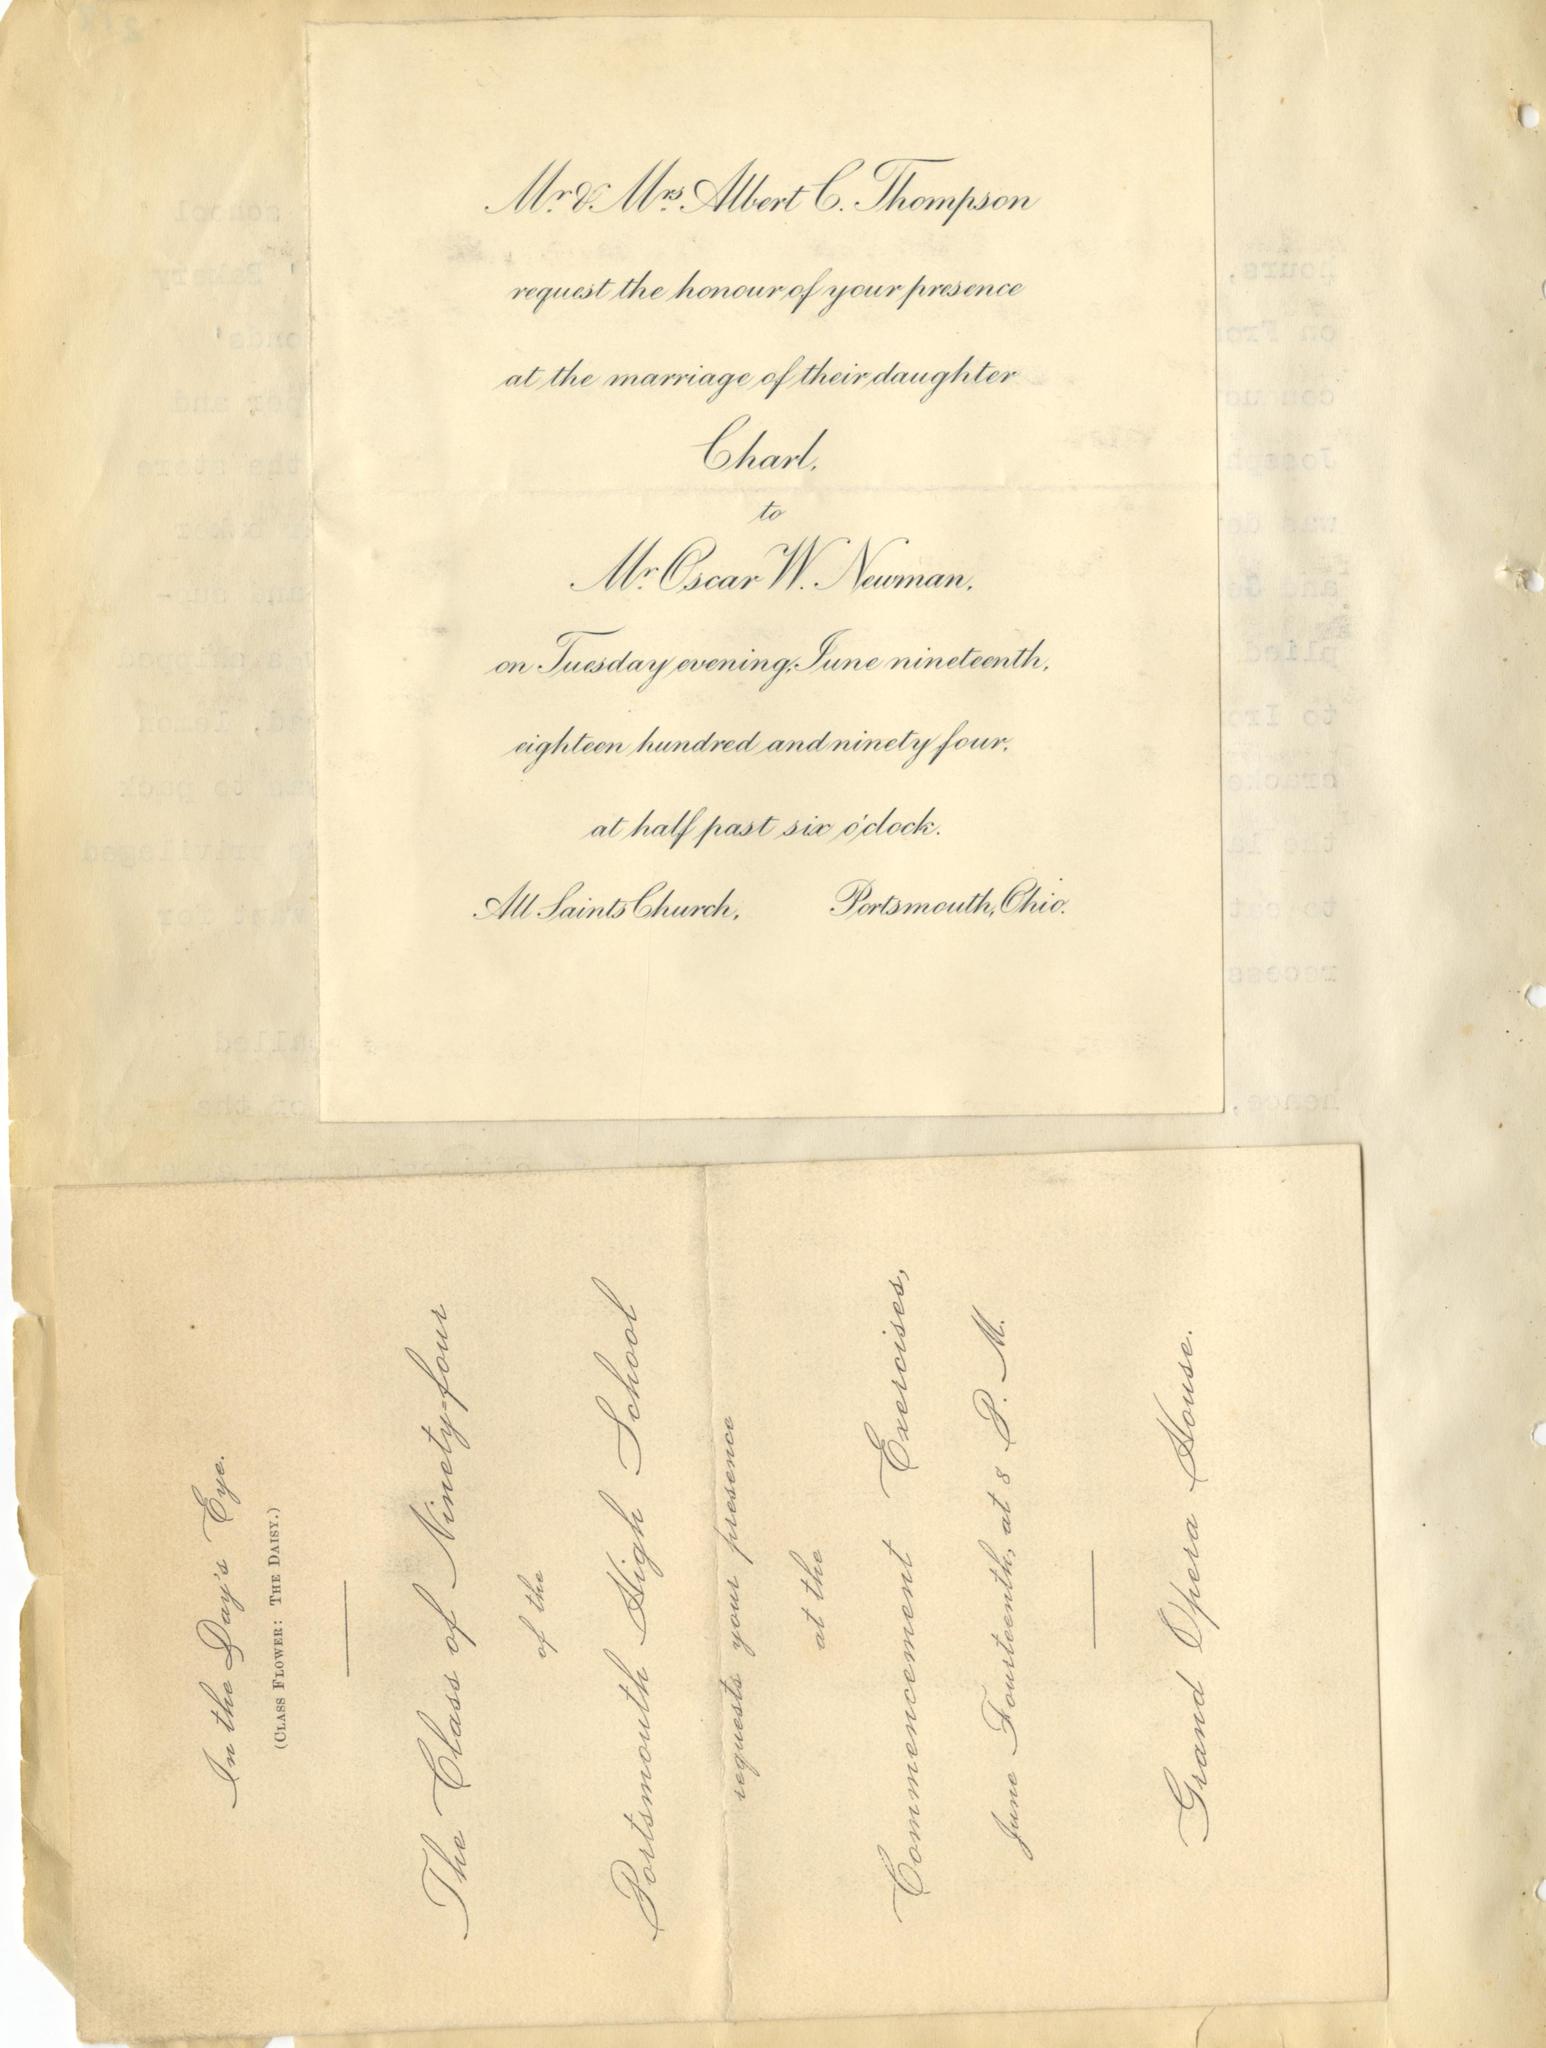 Mr. & Mrs. Albert C. Thompson
request the honour of your presence
at the marriage of their daughter
Charl,
to
Mr. Oscar W. Newman,
on Tuesday evening, June nineteenth,
eighteen hundred and ninety four,
at half past six o'clock.
All Saints Church, Portsmouth, Ohio.
In the Day's Eye.
(CLASS FLOWER: THE DAISY.)
The Class of Ninety-four
of the
Portsmouth High School
requests your presence
at the
Commencement Exercises,
June Fourteenth, at 8 P. M.
Grand Opera House.